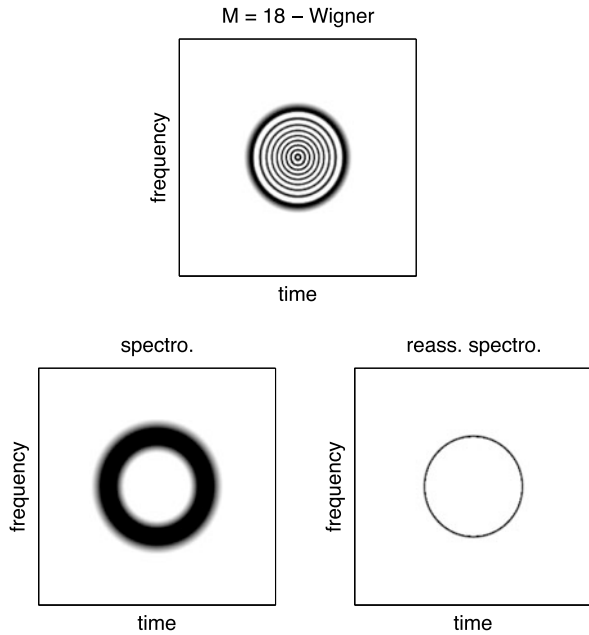 M = 18 – Wigner
frequency
time
spectro.
frequency
time
reass. spectro.
frequency
time